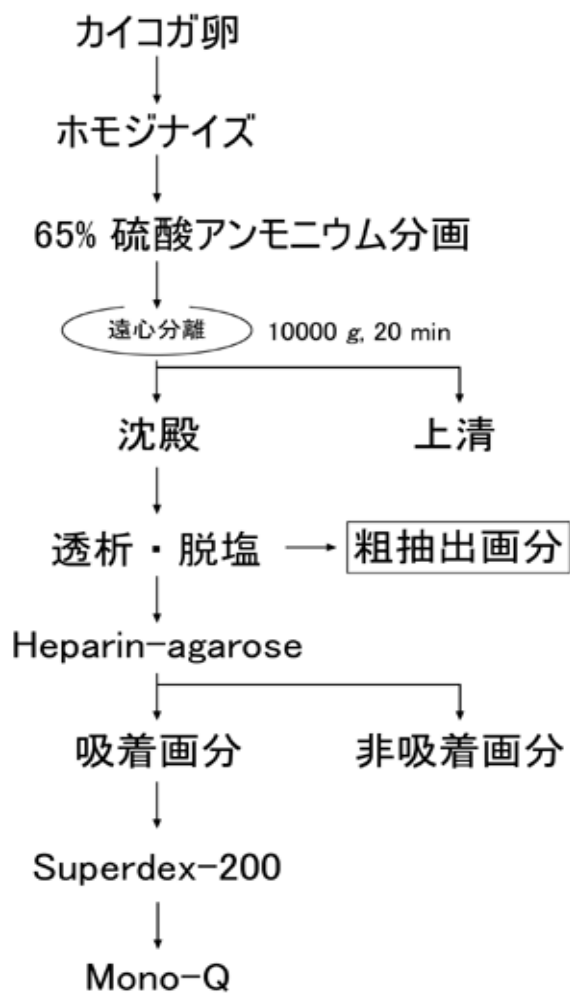 カイコガ卵
ホモジナイズ
65% 硫酸アンモニウム分画
遠心分離 10000 g, 20 min
沈殿 上清
透析・脱塩 粗抽出画分
Heparin-agarose
吸着画分 非吸着画分
Superdex-200
Mono-Q